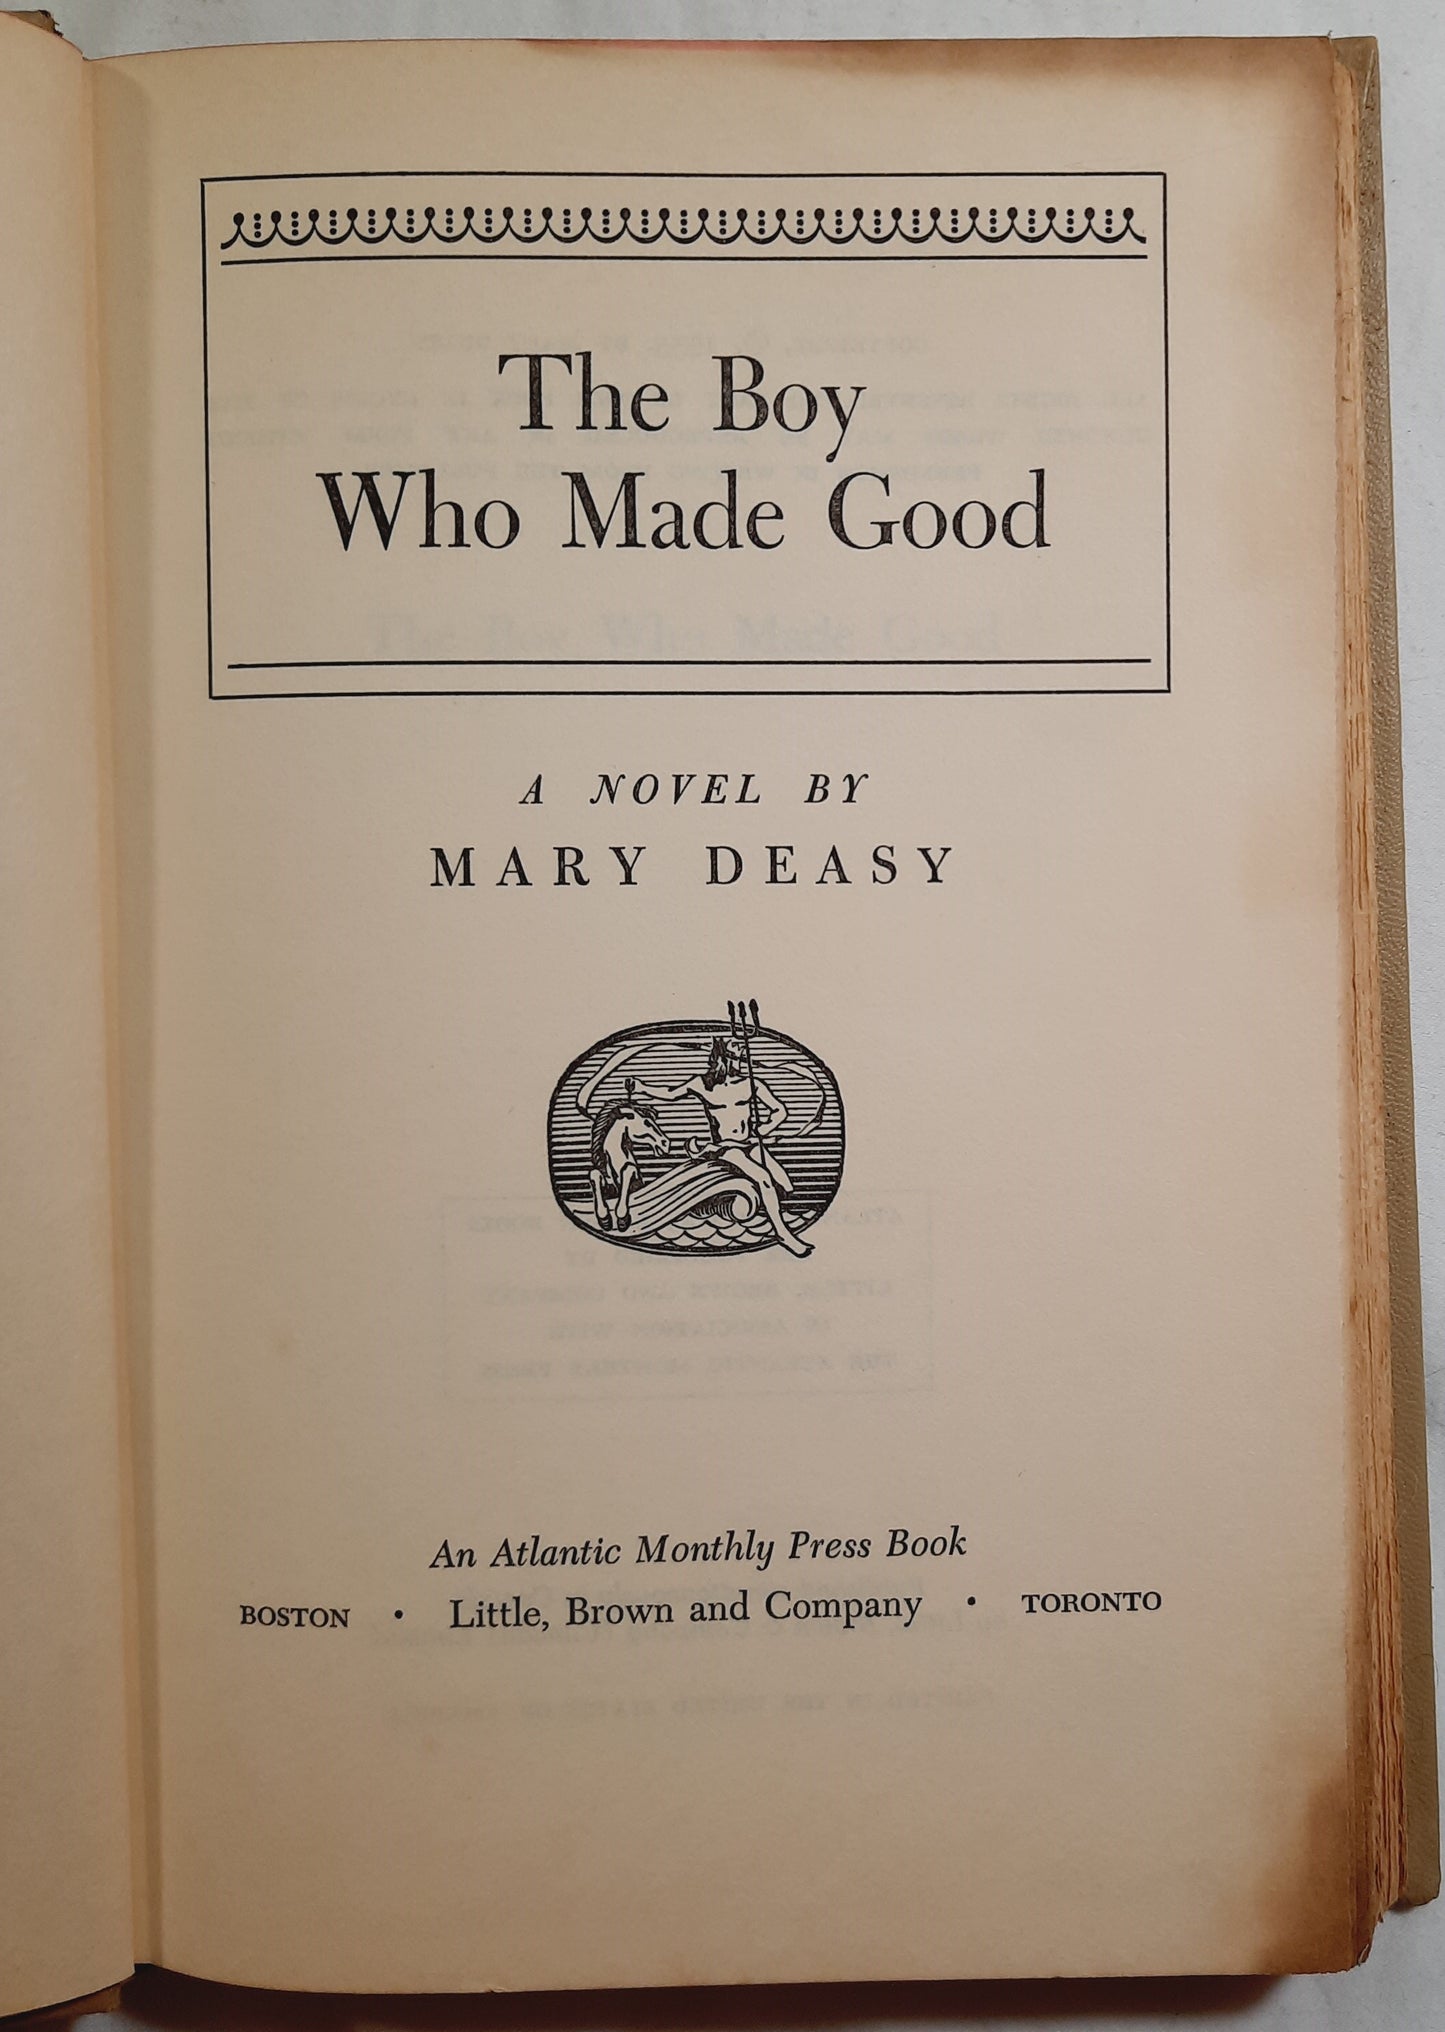 The Boy
Who Made Good
A NOVEL BY
MARY DEASY
An Atlantic Monthly Press Book
BOSTON • Little, Brown and Company • TORONTO